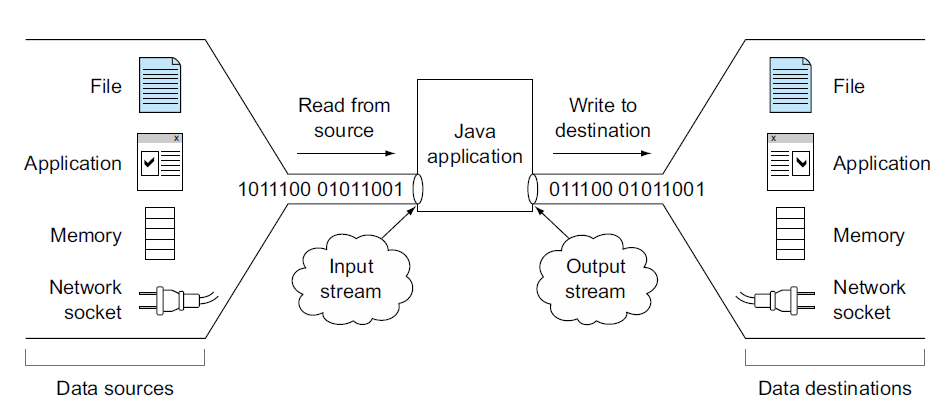 File
Application
Memory
Network
socket
Data sources
Read from
source
1011100 01011001
Input
stream
Java
application
Write to
destination
011100 01011001
Output
stream
File
Application
Memory
Network
socket
Data destinations
x
x